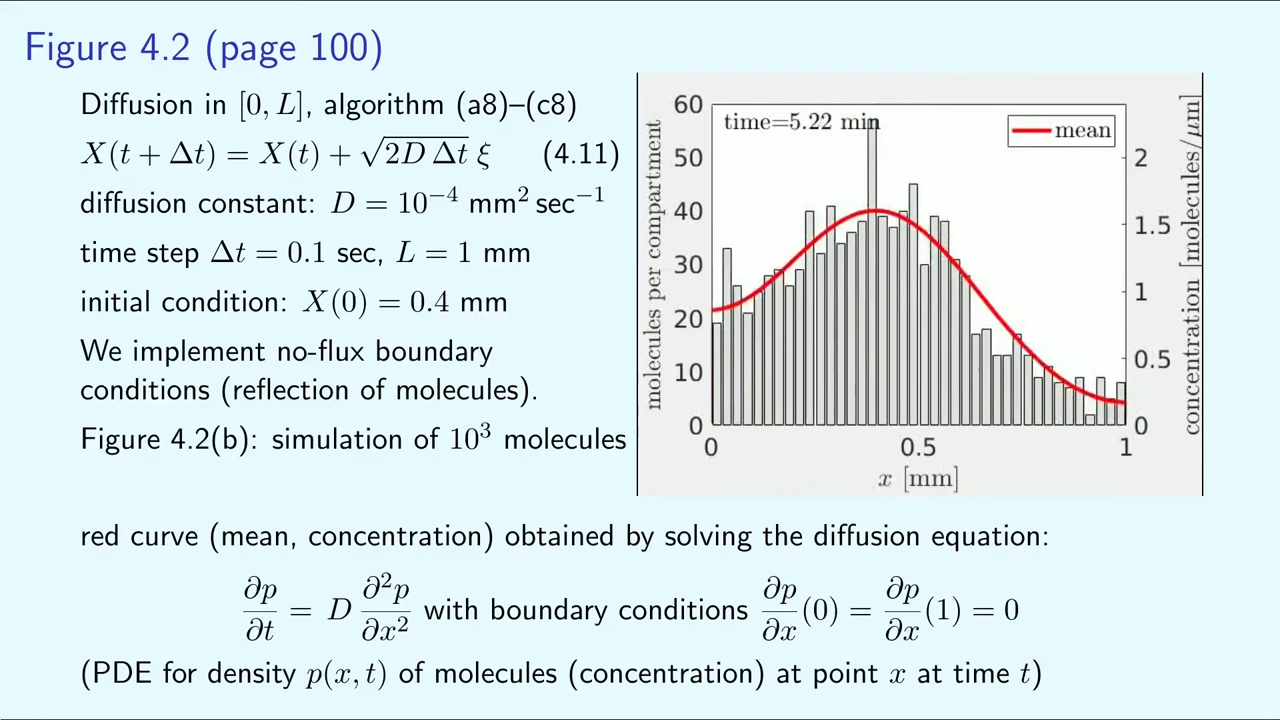 Figure 4.2 (page 100)
Diffusion in [0, L], algorithm (a8)–(c8)
X(t + Δt) = X(t) + √(2D Δt) ξ (4.11)
diffusion constant: D = 10⁻⁴ mm² sec⁻¹
time step Δt = 0.1 sec, L = 1 mm
initial condition: X(0) = 0.4 mm
We implement no-flux boundary
conditions (reflection of molecules).
Figure 4.2(b): simulation of 10³ molecules
time=5.22 min
mean
molecules per compartment
60
50
40
30
20
10
0
concentration [molecules/μm]
2
1.5
1
0.5
0
0 0.5 1
x [mm]
red curve (mean, concentration) obtained by solving the diffusion equation:
∂p/∂t = D ∂²p/∂x² with boundary conditions ∂p/∂x(0) = ∂p/∂x(1) = 0
(PDE for density p(x, t) of molecules (concentration) at point x at time t)